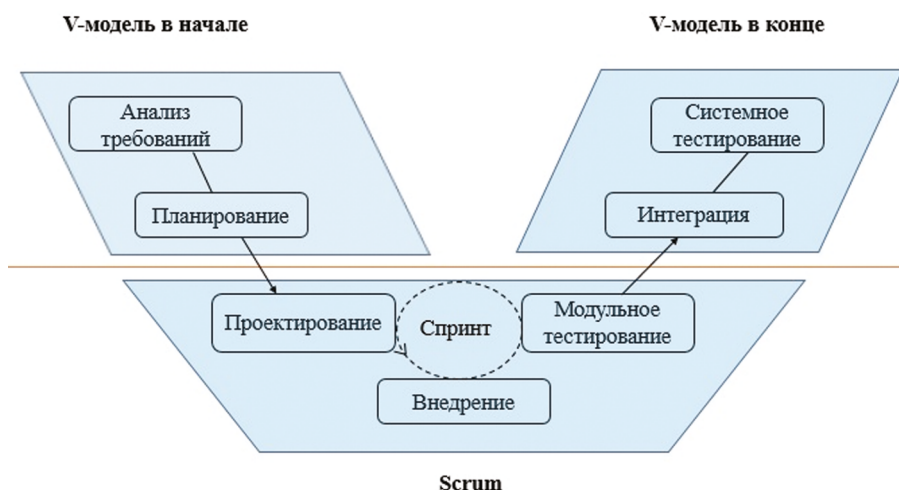 V-модель в начале
V-модель в конце
Анализ
требований
Системное
тестирование
Планирование
Интеграция
Проектирование
Спринт
Модульное
тестирование
Внедрение
Scrum